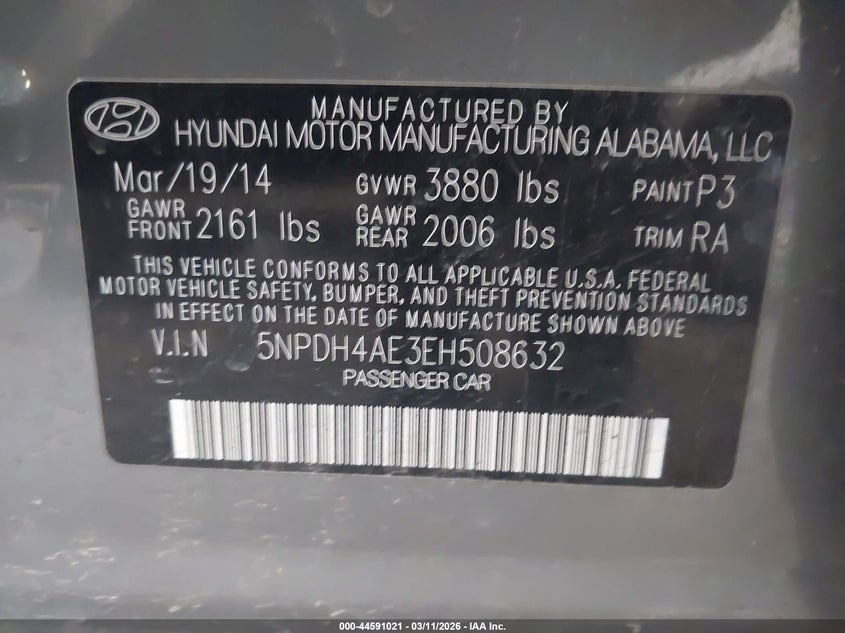 MANUFACTURED BY
HYUNDAI MOTOR MANUFACTURING ALABAMA, LLC
Mar/19/14 GVWR 3880 lbs PAINT P3
GAWR FRONT 2161 lbs GAWR REAR 2006 lbs TRIM RA
THIS VEHICLE CONFORMS TO ALL APPLICABLE U.S.A. FEDERAL
MOTOR VEHICLE SAFETY, BUMPER, AND THEFT PREVENTION STANDARDS
IN EFFECT ON THE DATE OF MANUFACTURE SHOWN ABOVE
V.I.N 5NPDH4AE3EH508632
PASSENGER CAR
000-44591021 | 03/11/2026 | IAA Inc.